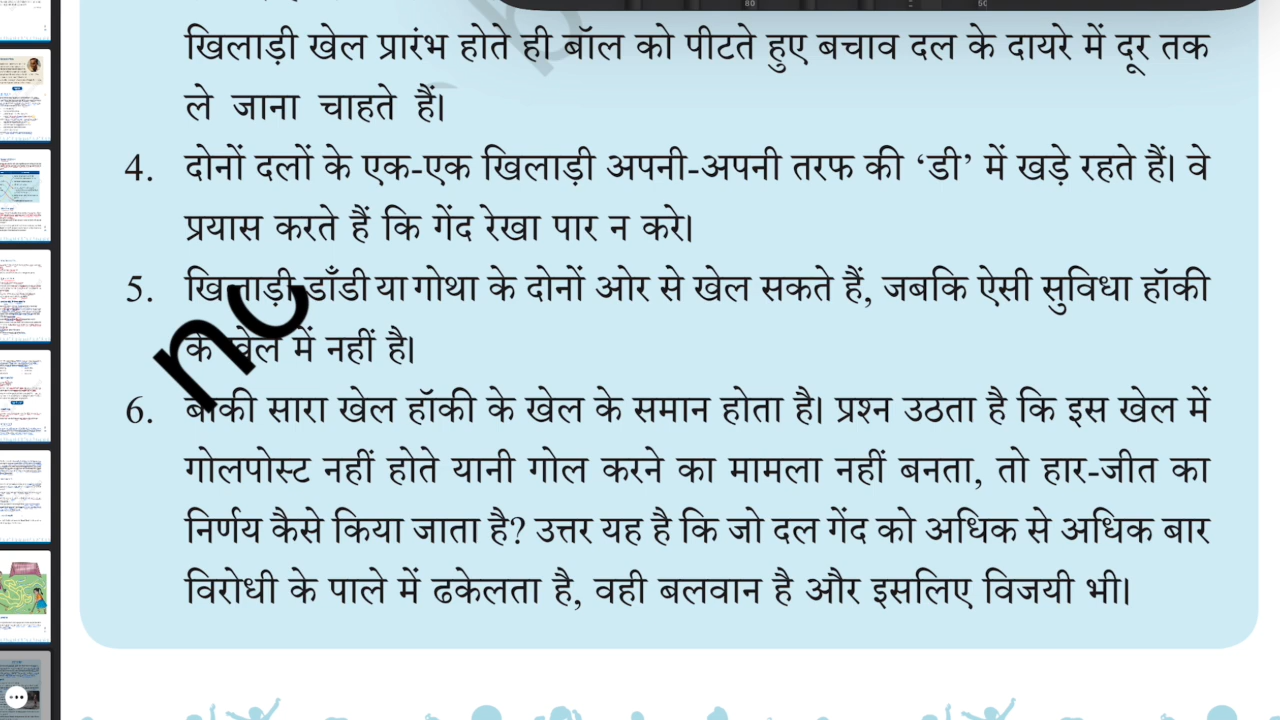 खिलाड़ी खेल प्रारंभ होते ही बॉल को पीटते हुए बचाव दल के दायरे में दूर तक
ले जाना चाहते हैं।
4. दोनों दलों के एक-एक खिलाड़ी अपनी-अपनी तरफ की ‘डी’ में खड़े रहते हैं। वे
प्रयास करते हैं कि गेंद रेखा पार न करे।
5. खिलाड़ी डाँडी या गोथा के दोनों ओर से खेल सकते हैं, जबकि ऐसी सुविधा हॉकी
के खेल में नहीं है।
6. बाकी सारा खेल हॉकी के खेल के समान होता है। प्रश्न उठता है कि इस खेल में
गोलपोस्ट नहीं होते यानी गोल करने का मामला नहीं बनता, तो हार-जीत का
निर्णय कैसे किया जाता है? उत्तर यह है कि जो दल गेंद को अधिक से अधिक बार
विरोधी के पाले में ढकेलता है, वही बलवान है और इसलिए विजयी भी।
nc